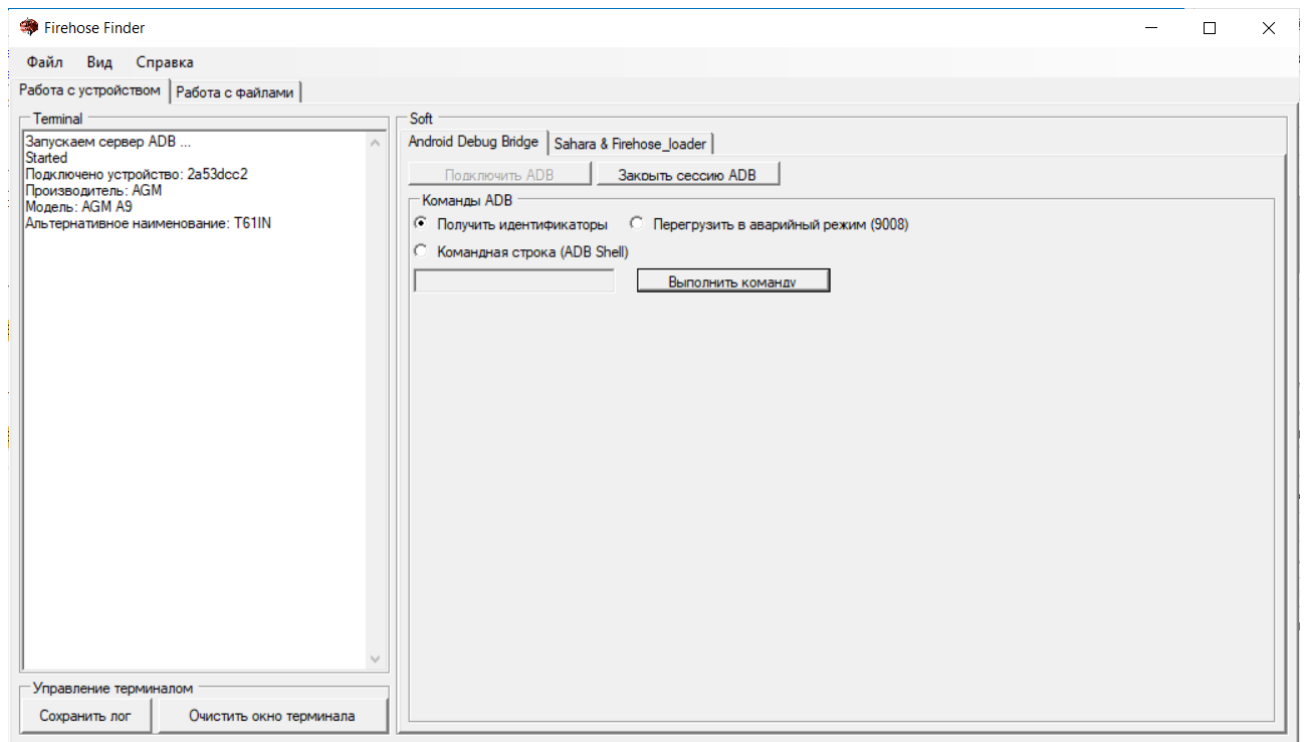 Firehose Finder
Файл Вид Справка
Работа с устройством Работа с файлами
Terminal
Запускаем сервер ADB ...
Started
Подключено устройство: 2a53dcc2
Производитель: AGM
Модель: AGM A9
Альтернативное наименование: T61IN
Управление терминалом
Сохранить лог Очистить окно терминала
Soft
Android Debug Bridge Sahara & Firehose_loader
Подключить ADB Закрыть сессию ADB
Команды ADB
Получить идентификаторы Перегрузить в аварийный режим (9008)
Командная строка (ADB Shell)
Выполнить команду